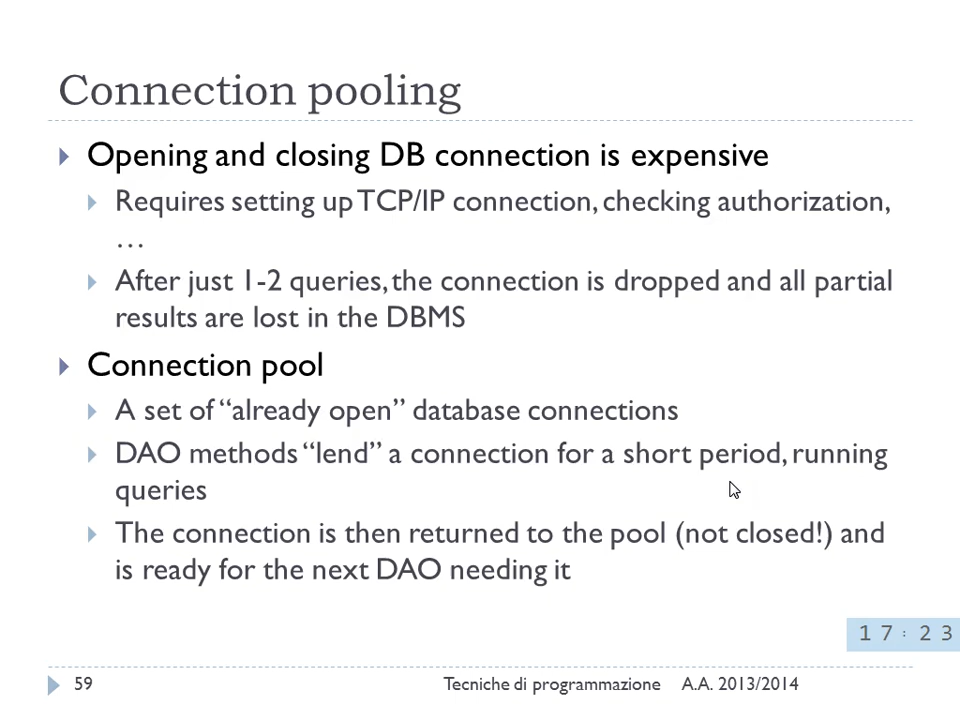 Connection pooling
Opening and closing DB connection is expensive
Requires setting up TCP/IP connection, checking authorization,
…
After just 1-2 queries, the connection is dropped and all partial
results are lost in the DBMS
Connection pool
A set of “already open” database connections
DAO methods “lend” a connection for a short period, running
queries
The connection is then returned to the pool (not closed!) and
is ready for the next DAO needing it
17:23
59 Tecniche di programmazione A.A. 2013/2014